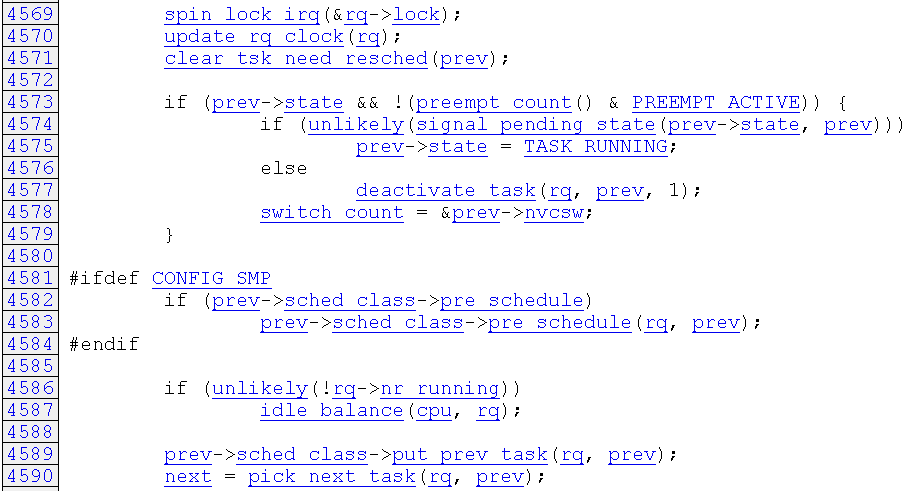 4569 spin_lock_irq(&rq->lock);
4570 update_rq_clock(rq);
4571 clear_tsk_need_resched(prev);
4572
4573 if (prev->state && !(preempt_count() & PREEMPT_ACTIVE)) {
4574 if (unlikely(signal_pending_state(prev->state, prev)))
4575 prev->state = TASK_RUNNING;
4576 else
4577 deactivate_task(rq, prev, 1);
4578 switch_count = &prev->nvcsw;
4579 }
4580
4581 #ifdef CONFIG_SMP
4582 if (prev->sched_class->pre_schedule)
4583 prev->sched_class->pre_schedule(rq, prev);
4584 #endif
4585
4586 if (unlikely(!rq->nr_running))
4587 idle_balance(cpu, rq);
4588
4589 prev->sched_class->put_prev_task(rq, prev);
4590 next = pick_next_task(rq, prev);